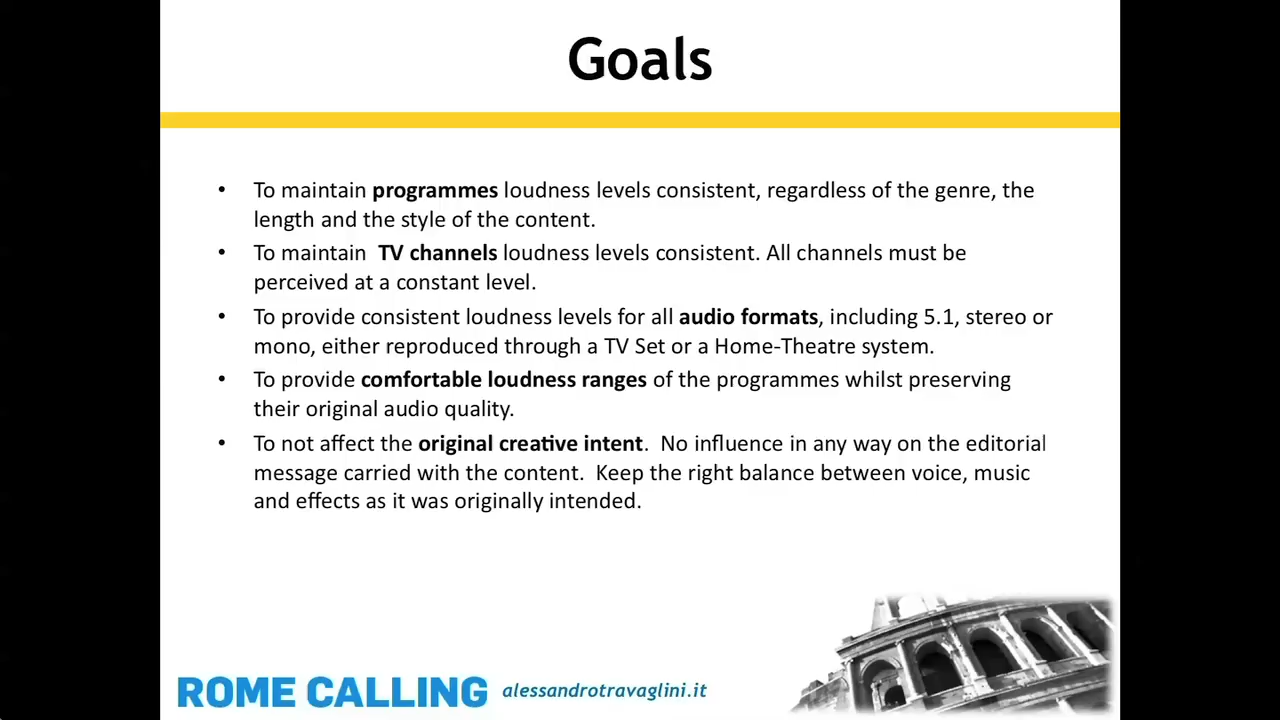 Goals
• To maintain programmes loudness levels consistent, regardless of the genre, the
length and the style of the content.
• To maintain  TV channels loudness levels consistent. All channels must be
perceived at a constant level.
• To provide consistent loudness levels for all audio formats, including 5.1, stereo or
mono, either reproduced through a TV Set or a Home-Theatre system.
• To provide comfortable loudness ranges of the programmes whilst preserving
their original audio quality.
• To not affect the original creative intent.  No influence in any way on the editorial
message carried with the content.  Keep the right balance between voice, music
and effects as it was originally intended.
ROME CALLING alessandrotravaglini.it